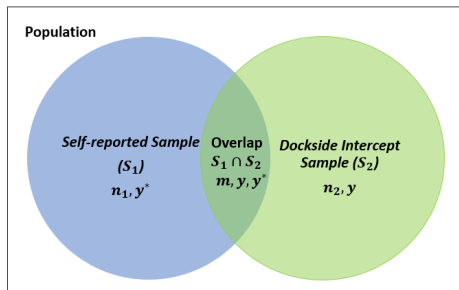 Population
Self-reported Sample
(S₁)
n₁, y*
Overlap
S₁ ∩ S₂
m, y, y*
Dockside Intercept
Sample (S₂)
n₂, y